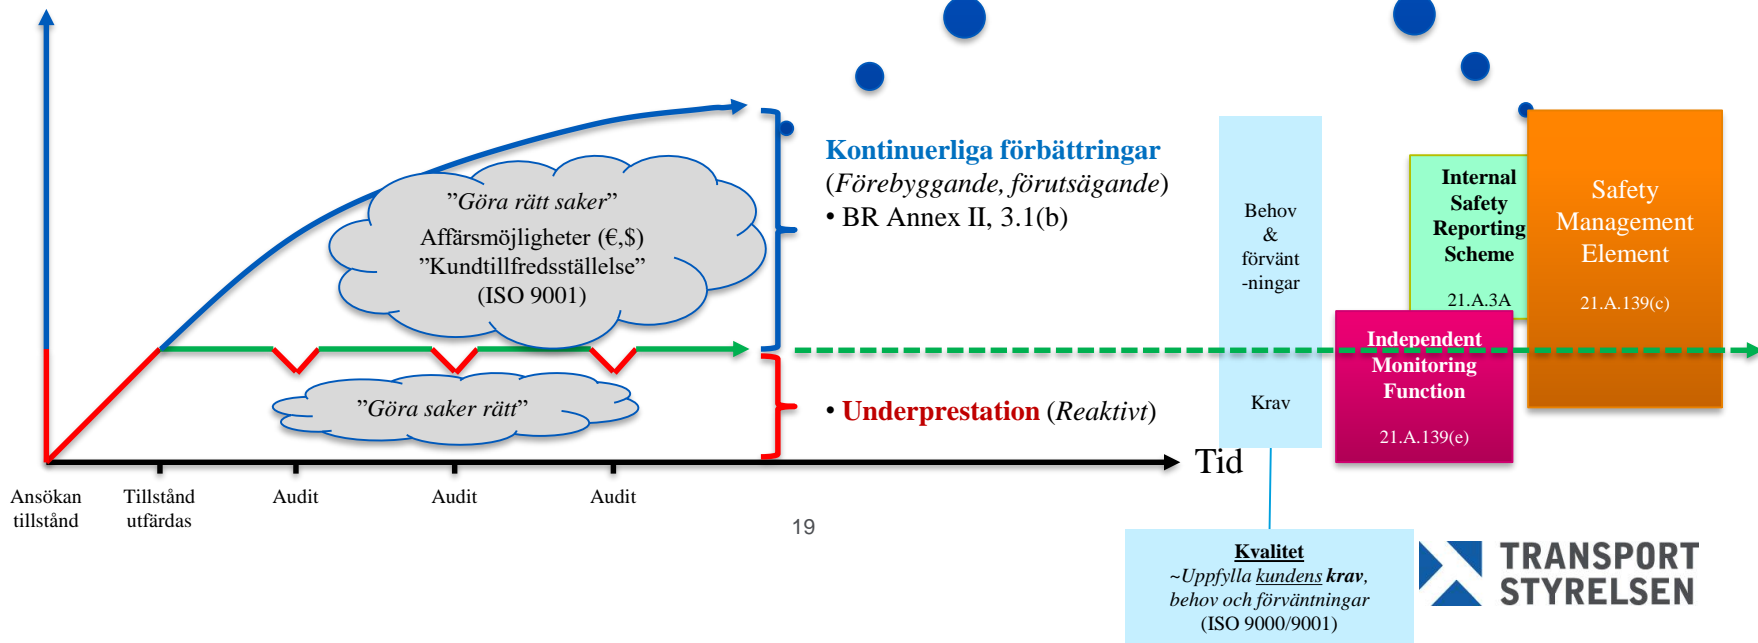 ”Göra rätt saker”
Affärsmöjligheter (€,$)
”Kundtillfredsställelse”
(ISO 9001)
”Göra saker rätt”
Kontinuerliga förbättringar
(Förebyggande, förutsägande)
• BR Annex II, 3.1(b)
• Underprestation (Reaktivt)
Behov
&
förvänt
-ningar
Krav
Internal
Safety
Reporting
Scheme
21.A.3A
Independent
Monitoring
Function
21.A.139(e)
Safety
Management
Element
21.A.139(c)
Tid
Ansökan
tillstånd
Tillstånd
utfärdas
Audit
Audit
Audit
19
Kvalitet
~Uppfylla kundens krav,
behov och förväntningar
(ISO 9000/9001)
TRANSPORT
STYRELSEN